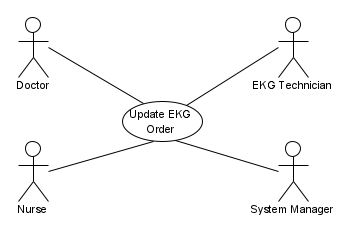 Doctor
EKG Technician
Update EKG
Order
Nurse
System Manager